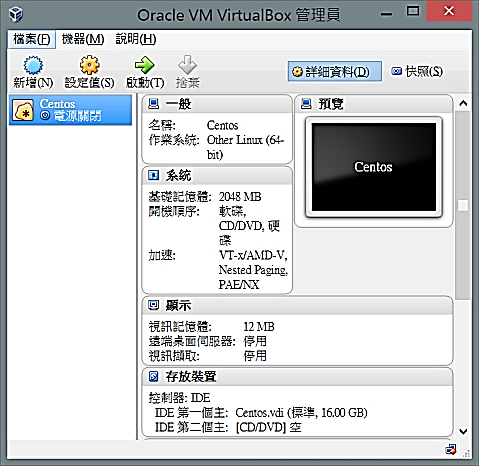 Oracle VM VirtualBox 管理員
檔案(F) 機器(M) 說明(H)
新增(N) 設定值(S) 啟動(T) 捨棄
詳細資料(D) 快照(S)
Centos
電源關閉
一般
名稱: Centos
作業系統: Other Linux (64-
bit)
預覽
Centos
系統
基礎記憶體: 2048 MB
開機順序: 軟碟,
CD/DVD, 硬
碟
加速: VT-x/AMD-V,
Nested Paging,
PAE/NX
顯示
視訊記憶體: 12 MB
遠端桌面伺服器: 停用
視訊擷取: 停用
存放裝置
控制器: IDE
IDE 第一個主: Centos.vdi (標準, 16.00 GB)
IDE 第二個主: [CD/DVD] 空